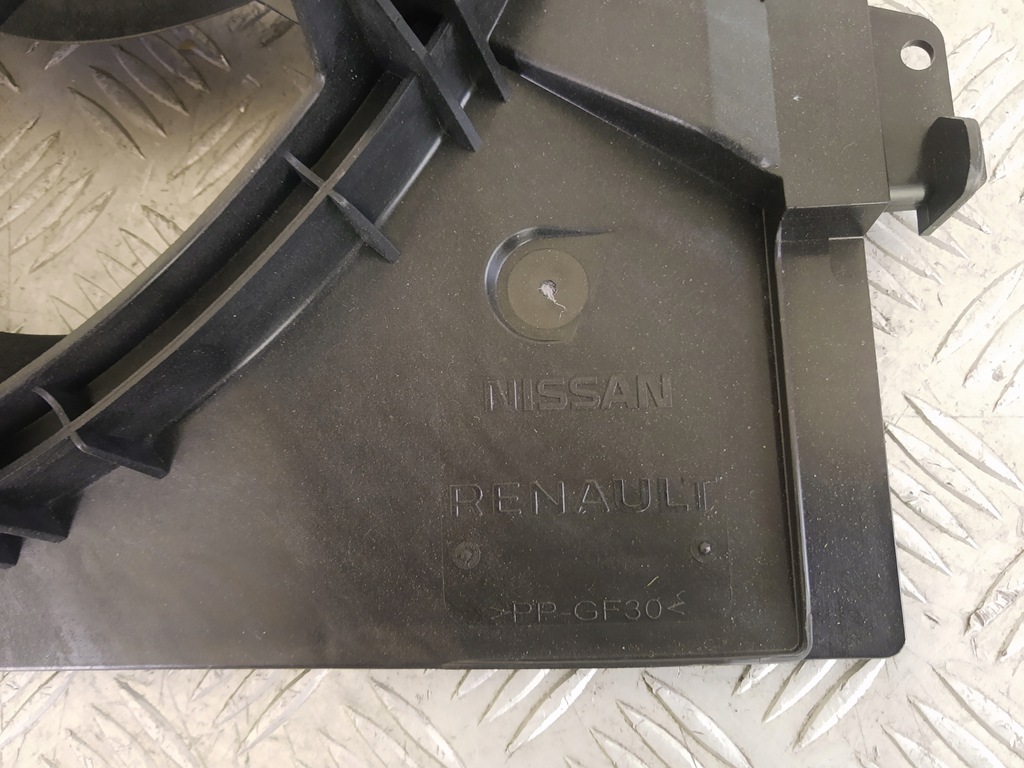 NISSAN
RENAULT
>PP-GF30<